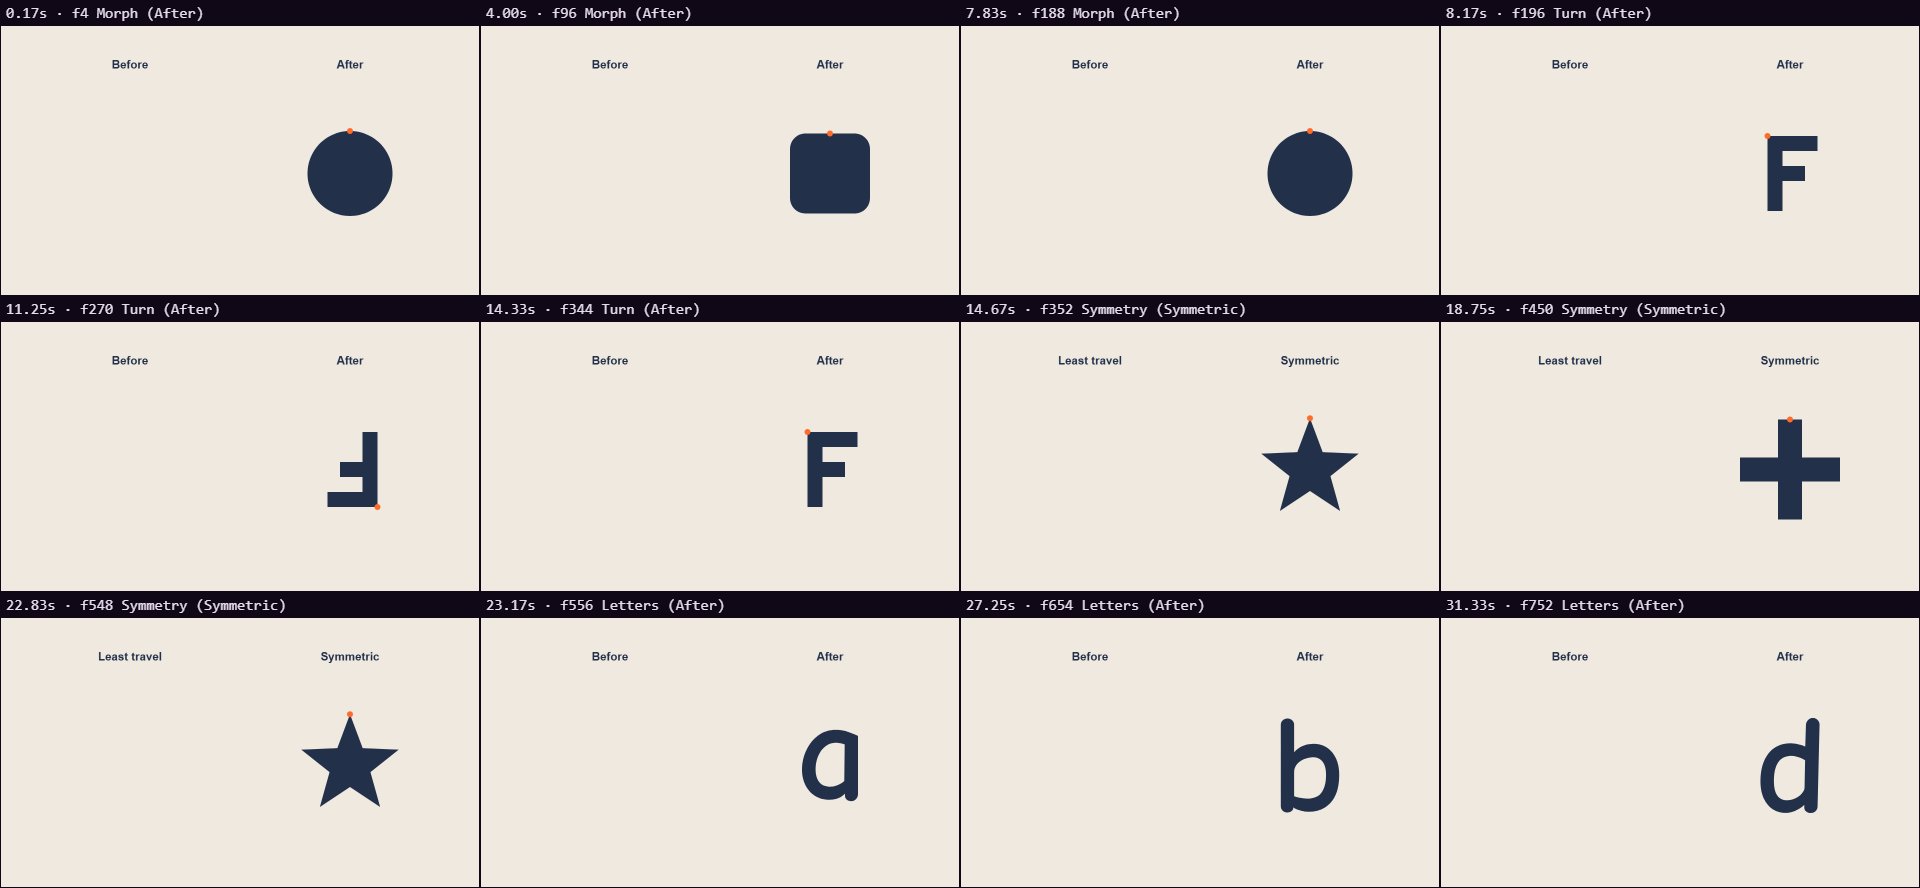 0.17s · f4 Morph (After)
Before After
4.00s · f96 Morph (After)
Before After
7.83s · f188 Morph (After)
Before After
8.17s · f196 Turn (After)
Before After
F
11.25s · f270 Turn (After)
Before After
F
14.33s · f344 Turn (After)
Before After
F
14.67s · f352 Symmetry (Symmetric)
Least travel Symmetric
18.75s · f450 Symmetry (Symmetric)
Least travel Symmetric
22.83s · f548 Symmetry (Symmetric)
Least travel Symmetric
23.17s · f556 Letters (After)
Before After
a
27.25s · f654 Letters (After)
Before After
b
31.33s · f752 Letters (After)
Before After
d